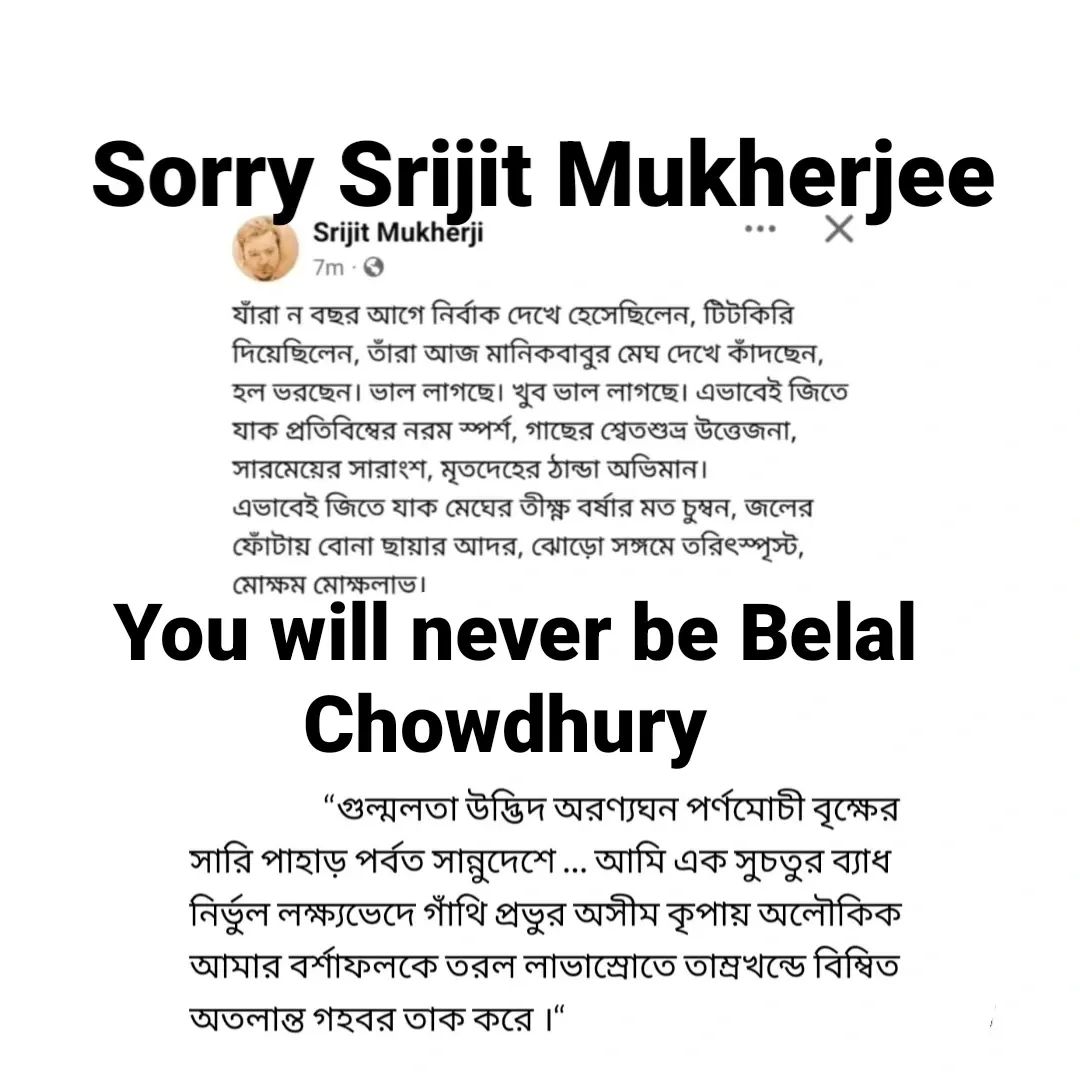 Sorry Srijit Mukherjee
Srijit Mukherji
7m
যাঁরা ন বছর আগে নির্বাক দেখে হেসেছিলেন, টিটকিরি
দিয়েছিলেন, তাঁরা আজ মানিকবাবুর মেঘ দেখে কাঁদছেন,
হল ভরছেন। ভাল লাগছে। খুব ভাল লাগছে। এভাবেই জিতে
যাক প্রতিবিম্বের নরম স্পর্শ, গাছের শ্বেতশুভ্র উত্তেজনা,
সারমেয়ের সারাংশ, মৃতদেহের ঠান্ডা অভিমান।
এভাবেই জিতে যাক মেঘের তীক্ষ্ণ বর্ষার মত চুম্বন, জলের
ফোঁটায় বোনা ছায়ার আদর, ঝোড়ো সঙ্গমে তরিৎস্পৃস্ট,
মোক্ষম মোক্ষলাভ।
You will never be Belal
Chowdhury
“গুল্মলতা উদ্ভিদ অরণ্যঘন পর্ণমোচী বৃক্ষের
সারি পাহাড় পর্বত সান্নুদেশে ... আমি এক সুচতুর ব্যাধ
নির্ভুল লক্ষ্যভেদে গাঁথি প্রভুর অসীম কৃপায় অলৌকিক
আমার বর্শাফলকে তরল লাভাস্রোতে তাম্রখন্ডে বিম্বিত
অতলান্ত গহবর তাক করে ।“